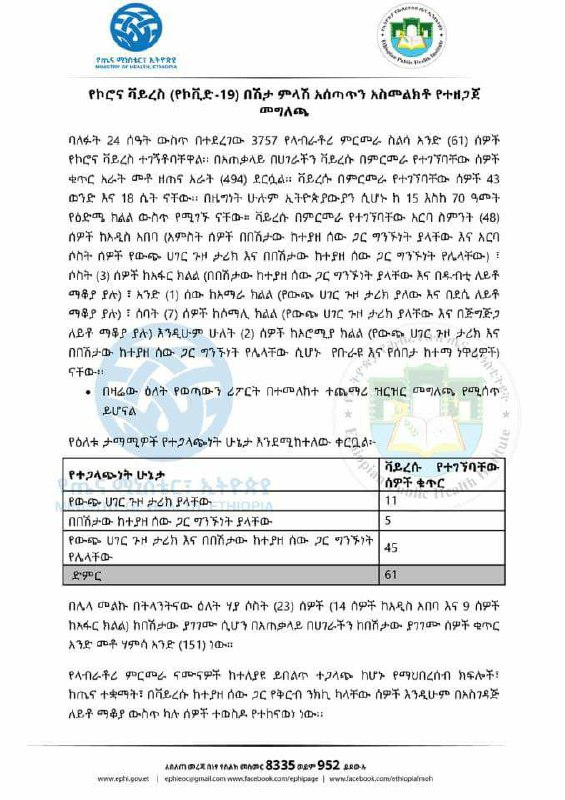 የጤና ሚኒስቴር፣ ኢትዮጵያ
MINISTRY OF HEALTH, ETHIOPIA
Ethiopian Public Health Institute
የኮሮና ቫይረስ (የኮቪድ-19) በሽታ ምላሽ አሰጣጥን አስመልክቶ የተዘጋጀ
መግለጫ
ባለፉት 24 ሰዓት ውስጥ በተደረገው 3757 የላብራቶሪ ምርመራ ስልሳ አንድ (61) ሰዎች
የኮሮና ቫይረስ ተገኝቶባቸዋል። በአጠቃላይ በሀገራችን ቫይረሱ በምርመራ የተገኘባቸው ሰዎች
ቁጥር አራት መቶ ዘጠና አራት (494) ደርሷል። ቫይረሱ በምርመራ የተገኘባቸው ሰዎች 43
ወንድ እና 18 ሴት ናቸው፡፡ በዜግነት ሁሉም ኢትዮጵያውያን ሲሆኑ ከ 15 እስከ 70 ዓመት
የዕድሜ ክልል ውስጥ የሚገኙ ናቸው። ቫይረሱ በምርመራ የተገኘባቸው አርባ ስምንት (48)
ሰዎች ከአዲስ አበባ (አምስት ሰዎች በበሽታው ከተያዘ ሰው ጋር ግንኙነት ያላቸው እና አርባ
ሶስት ሰዎች የውጭ ሀገር ጉዞ ታሪክ እና በበሽታው ከተያዘ ሰው ጋር ግንኙነት የሌላቸው) ፣
ሶስት (3) ሰዎች ከአፋር ክልል (በበሽታው ከተያዘ ሰው ጋር ግንኙነት ያላቸው እና በዱብቲ ለይቶ
ማቆያ ያሉ) ፣ አንድ (1) ሰው ከአማራ ክልል (የውጭ ሀገር ጉዞ ታሪክ ያለው እና በደሴ ለይቶ
ማቆያ ያሉ) ፣ ሰባት (7) ሰዎች ከሶማሊ ክልል (የውጭ ሀገር ጉዞ ታሪክ ያላቸው እና በጅግጅጋ
ለይቶ ማቆያ ያሉ) እንዲሁም ሁለት (2) ሰዎች ከኦሮሚያ ክልል (የውጭ ሀገር ጉዞ ታሪክ እና
በበሽታው ከተያዘ ሰው ጋር ግንኙነት የሌላቸው ሲሆኑ የቡራዩ እና የሰበታ ከተማ ነዋሪዎች)
ናቸው፡፡
• በዛሬው ዕለት የወጣውን ሪፖርት በተመለከተ ተጨማሪ ዝርዝር መግለጫ የሚሰጥ
ይሆናል
የዕለቱ ታማሚዎች የተጋላጭነት ሁኔታ እንደሚከተለው ቀርቧል፦
የተጋላጭነት ሁኔታ ቫይረሱ የተገኘባቸው
ሰዎች ቁጥር
የውጭ ሀገር ጉዞ ታሪክ ያላቸው 11
በበሽታው ከተያዘ ሰው ጋር ግንኙነት ያላቸው 5
የውጭ ሀገር ጉዞ ታሪክ እና በበሽታው ከተያዘ ሰው ጋር ግንኙነት
የሌላቸው 45
ድምር 61
በሌላ መልኩ በትላንትናው ዕለት ሃያ ሶስት (23) ሰዎች (14 ሰዎች ከአዲስ አበባ እና 9 ሰዎች
ከአፋር ክልል) ከበሽታው ያገገሙ ሲሆን በአጠቃላይ በሀገራችን ከበሽታው ያገገሙ ሰዎች ቁጥር
አንድ መቶ ሃምሳ አንድ (151) ነው።
የላብራቶሪ ምርመራ ናሙናዎች ከተለያዩ ይበልጥ ተጋላጭ ከሆኑ የማህበረሰብ ክፍሎች፣
ከጤና ተቋማት፣ በቫይረሱ ከተያዘ ሰው ጋር የቅርብ ንክኪ ካላቸው ሰዎች እንዲሁም በአስገዳጅ
ለይቶ ማቆያ ውስጥ ካሉ ሰዎች ተወስዶ የተከናወነ ነው፡፡
ለበለጠ መረጃ በነፃ የስልክ መስመር 8335 ወይም 952 ይደውሉ
www.ephi.gov.et | ephieoc@gmail.com www.facebook.com/ephipage | www.facebook.com/ethiopiafmoh